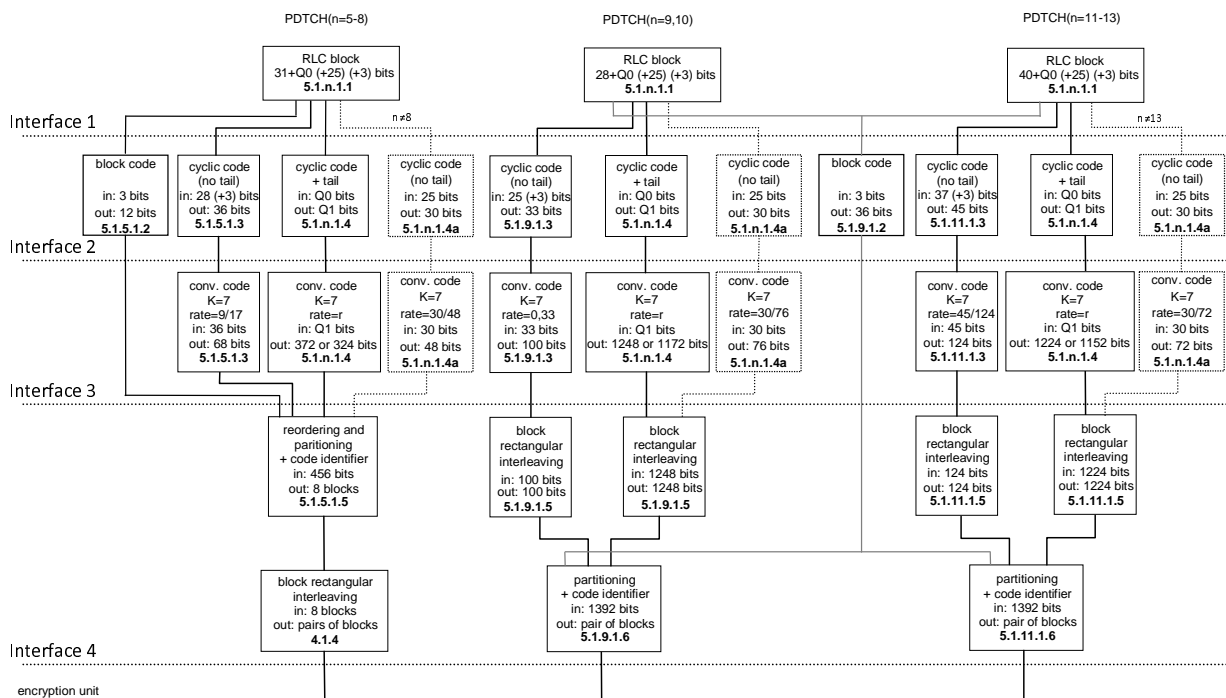 PDTCH(n=5-8)
PDTCH(n=9,10)
PDTCH(n=11-13)
RLC block
31+Q0 (+25) (+3) bits
5.1.n.1.1
RLC block
28+Q0 (+25) (+3) bits
5.1.n.1.1
RLC block
40+Q0 (+25) (+3) bits
5.1.n.1.1
Interface 1
n≠8
n≠13
block code
in: 3 bits
out: 12 bits
5.1.5.1.2
cyclic code
(no tail)
in: 28 (+3) bits
out: 36 bits
5.1.5.1.3
cyclic code
+ tail
in: Q0 bits
out: Q1 bits
5.1.n.1.4
cyclic code
(no tail)
in: 25 bits
out: 30 bits
5.1.n.1.4a
cyclic code
(no tail)
in: 25 (+3) bits
out: 33 bits
5.1.9.1.3
cyclic code
+ tail
in: Q0 bits
out: Q1 bits
5.1.n.1.4
cyclic code
(no tail)
in: 25 bits
out: 30 bits
5.1.n.1.4a
block code
in: 3 bits
out: 36 bits
5.1.9.1.2
cyclic code
(no tail)
in: 37 (+3) bits
out: 45 bits
5.1.11.1.3
cyclic code
+ tail
in: Q0 bits
out: Q1 bits
5.1.n.1.4
cyclic code
(no tail)
in: 25 bits
out: 30 bits
5.1.n.1.4a
Interface 2
conv. code
K=7
rate=9/17
in: 36 bits
out: 68 bits
5.1.5.1.3
conv. code
K=7
rate=r
in: Q1 bits
out: 372 or 324 bits
5.1.n.1.4
conv. code
K=7
rate=30/48
in: 30 bits
out: 48 bits
5.1.n.1.4a
conv. code
K=7
rate=0,33
in: 33 bits
out: 100 bits
5.1.9.1.3
conv. code
K=7
rate=r
in: Q1 bits
out: 1248 or 1172 bits
5.1.n.1.4
conv. code
K=7
rate=30/76
in: 30 bits
out: 76 bits
5.1.n.1.4a
conv. code
K=7
rate=45/124
in: 45 bits
out: 124 bits
5.1.11.1.3
conv. code
K=7
rate=r
in: Q1 bits
out: 1224 or 1152 bits
5.1.n.1.4
conv. code
K=7
rate=30/72
in: 30 bits
out: 72 bits
5.1.n.1.4a
Interface 3
reordering and
paritioning
+ code identifier
in: 456 bits
out: 8 blocks
5.1.5.1.5
block
rectangular
interleaving
in: 100 bits
out: 100 bits
5.1.9.1.5
block
rectangular
interleaving
in: 1248 bits
out: 1248 bits
5.1.9.1.5
block
rectangular
interleaving
in: 124 bits
out: 124 bits
5.1.11.1.5
block
rectangular
interleaving
in: 1224 bits
out: 1224 bits
5.1.11.1.5
block rectangular
interleaving
in: 8 blocks
out: pairs of blocks
4.1.4
partitioning
+ code identifier
in: 1392 bits
out: pair of blocks
5.1.9.1.6
partitioning
+ code identifier
in: 1392 bits
out: pair of blocks
5.1.11.1.6
Interface 4
encryption unit